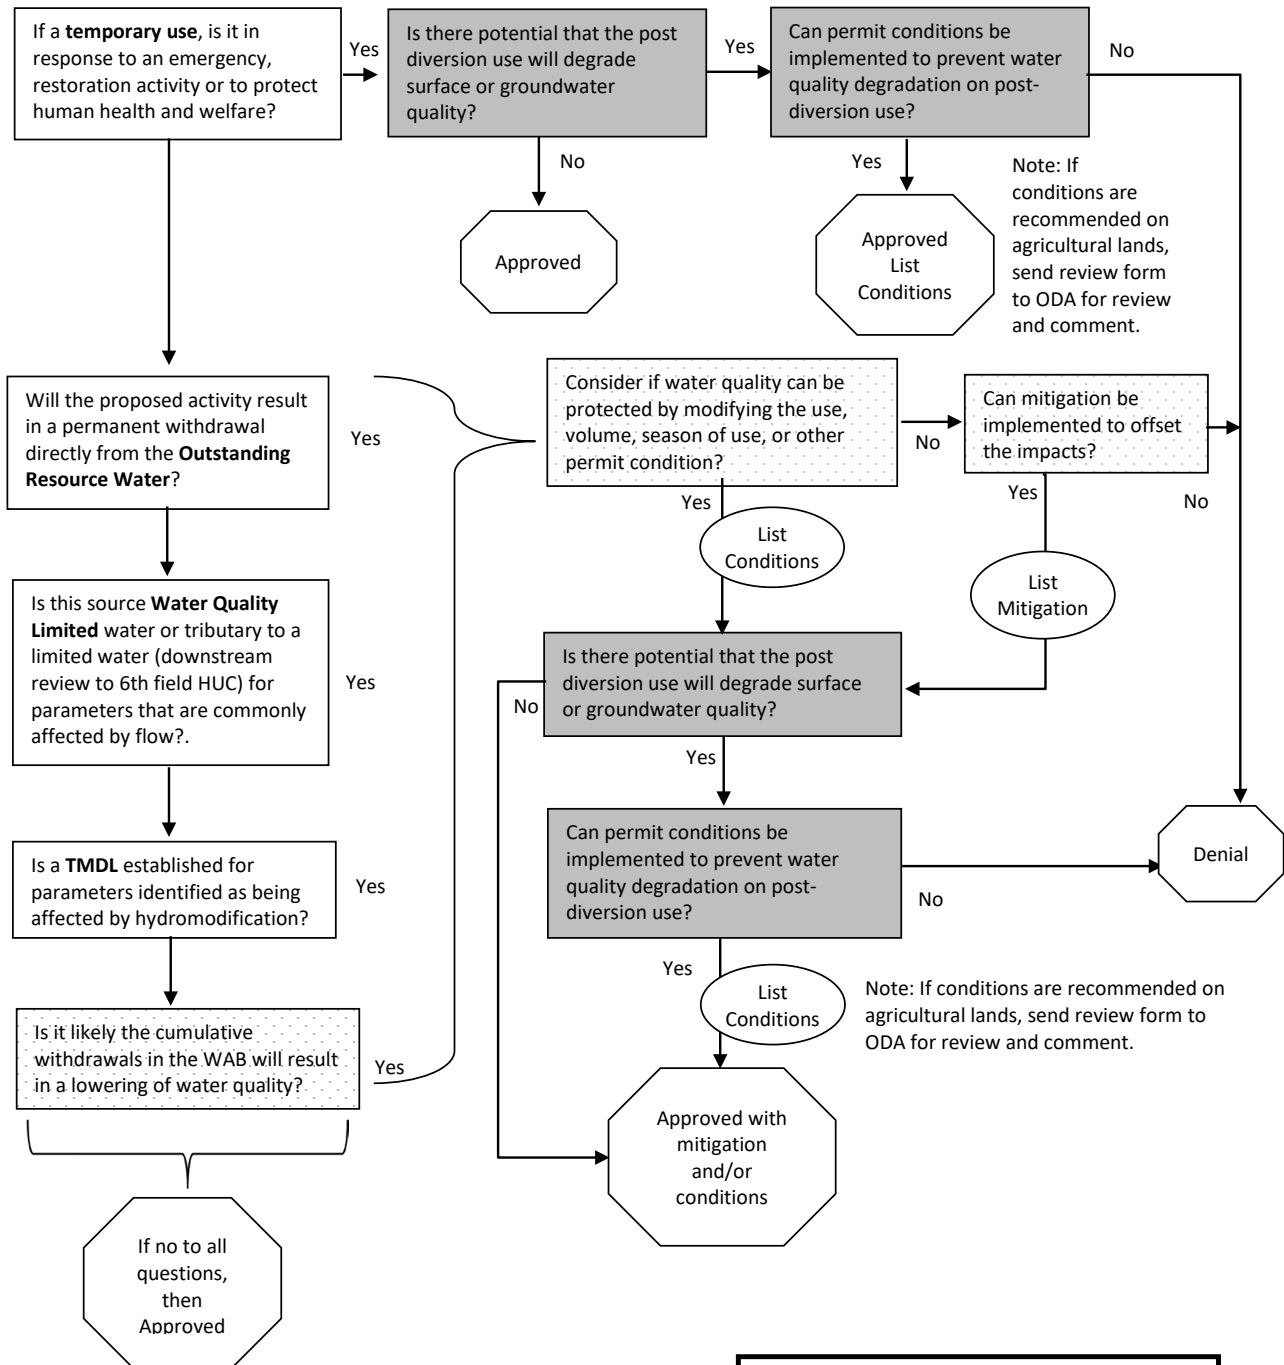 If a temporary use, is it in
response to an emergency,
restoration activity or to protect
human health and welfare?
Yes
Is there potential that the post
diversion use will degrade
surface or groundwater
quality?
Yes
Can permit conditions be
implemented to prevent water
quality degradation on post-
diversion use?
No
No
Approved
Yes
Approved
List
Conditions
Note: If
conditions are
recommended on
agricultural lands,
send review form
to ODA for review
and comment.
Will the proposed activity result
in a permanent withdrawal
directly from the Outstanding
Resource Water?
Yes
Consider if water quality can be
protected by modifying the use,
volume, season of use, or other
permit condition?
No
Can mitigation be
implemented to offset
the impacts?
No
Yes
List
Conditions
Yes
List
Mitigation
Is this source Water Quality
Limited water or tributary to a
limited water (downstream
review to 6th field HUC) for
parameters that are commonly
affected by flow?.
Yes
Is there potential that the post
diversion use will degrade surface
or groundwater quality?
No
Yes
Is a TMDL established for
parameters identified as being
affected by hydromodification?
Yes
Can permit conditions be
implemented to prevent water
quality degradation on post-
diversion use?
No
Denial
Yes
List
Conditions
Note: If conditions are recommended on
agricultural lands, send review form to
ODA for review and comment.
Is it likely the cumulative
withdrawals in the WAB will result
in a lowering of water quality?
Yes
Approved with
mitigation
and/or
conditions
If no to all
questions,
then
Approved